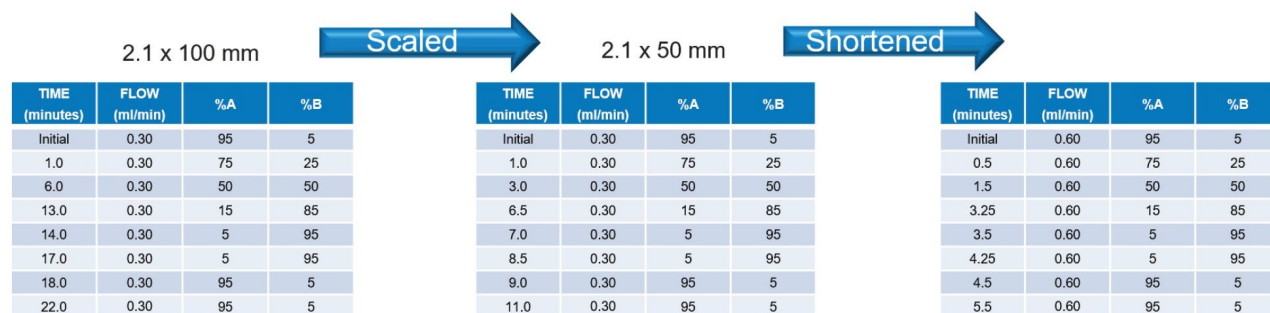 2.1 x 100 mm
Scaled
2.1 x 50 mm
Shortened
TIME (minutes) FLOW (ml/min) %A %B
Initial 0.30 95 5
1.0 0.30 75 25
6.0 0.30 50 50
13.0 0.30 15 85
14.0 0.30 5 95
17.0 0.30 5 95
18.0 0.30 95 5
22.0 0.30 95 5
TIME (minutes) FLOW (ml/min) %A %B
Initial 0.30 95 5
1.0 0.30 75 25
3.0 0.30 50 50
6.5 0.30 15 85
7.0 0.30 5 95
8.5 0.30 5 95
9.0 0.30 95 5
11.0 0.30 95 5
TIME (minutes) FLOW (ml/min) %A %B
Initial 0.60 95 5
0.5 0.60 75 25
1.5 0.60 50 50
3.25 0.60 15 85
3.5 0.60 5 95
4.25 0.60 5 95
4.5 0.60 95 5
5.5 0.60 95 5